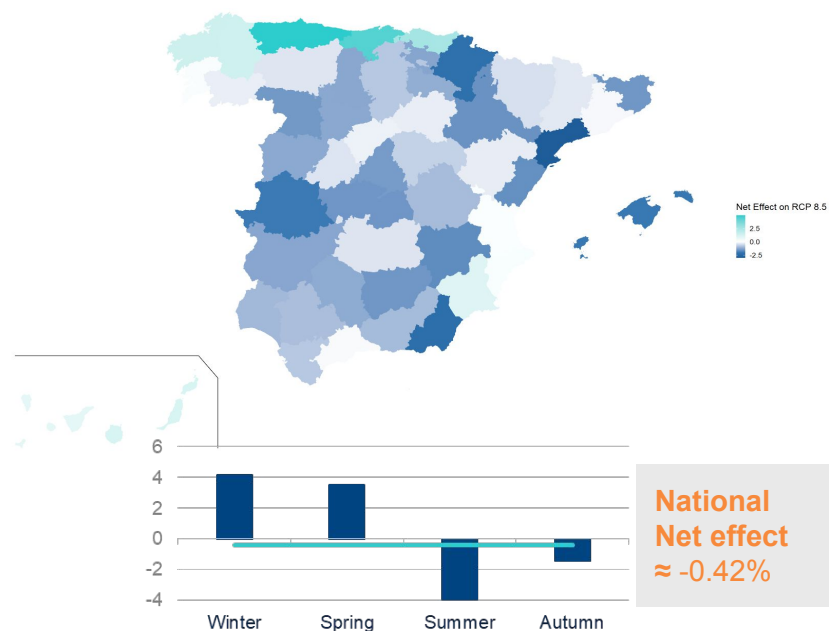 Net Effect on RCP 8.5
2.5
0.0
-2.5
6
4
2
0
-2
-4
Winter Spring Summer Autumn
National
Net effect
≈ -0.42%